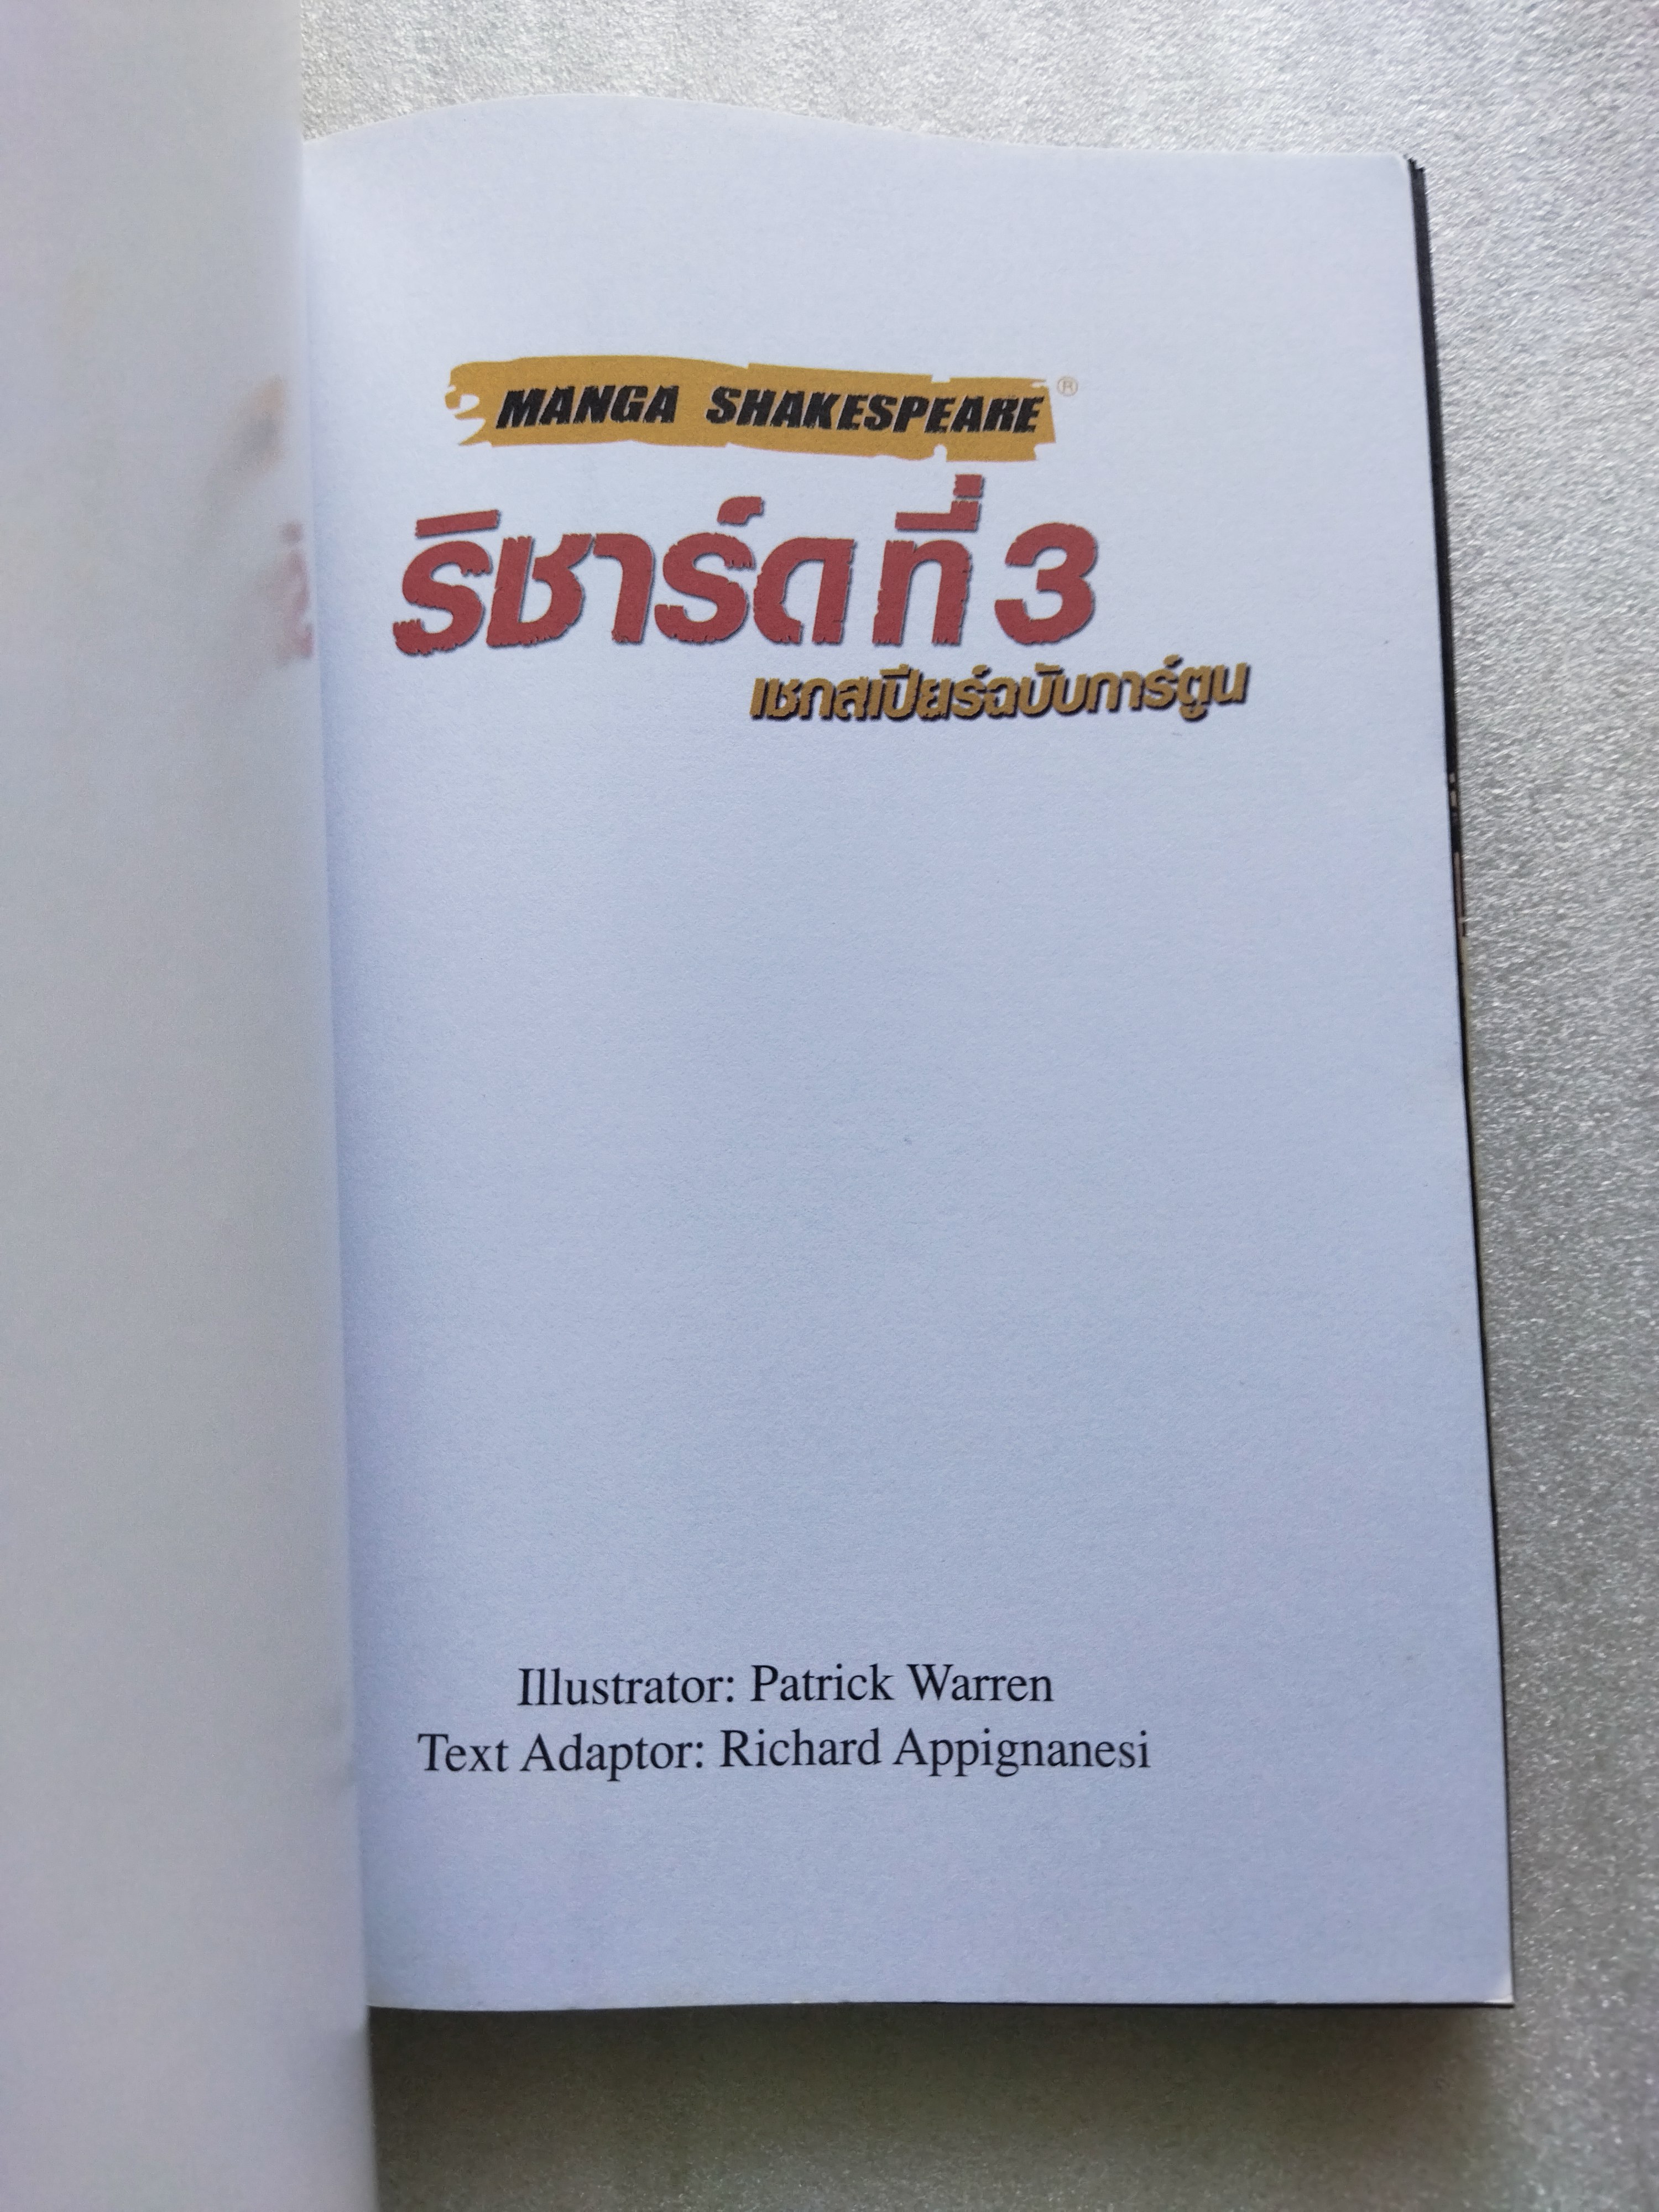 MANGA SHAKESPEARE®
ริชาร์ดที่ 3
เชกสเปียร์ฉบับการ์ตูน
Illustrator: Patrick Warren
Text Adaptor: Richard Appignanesi